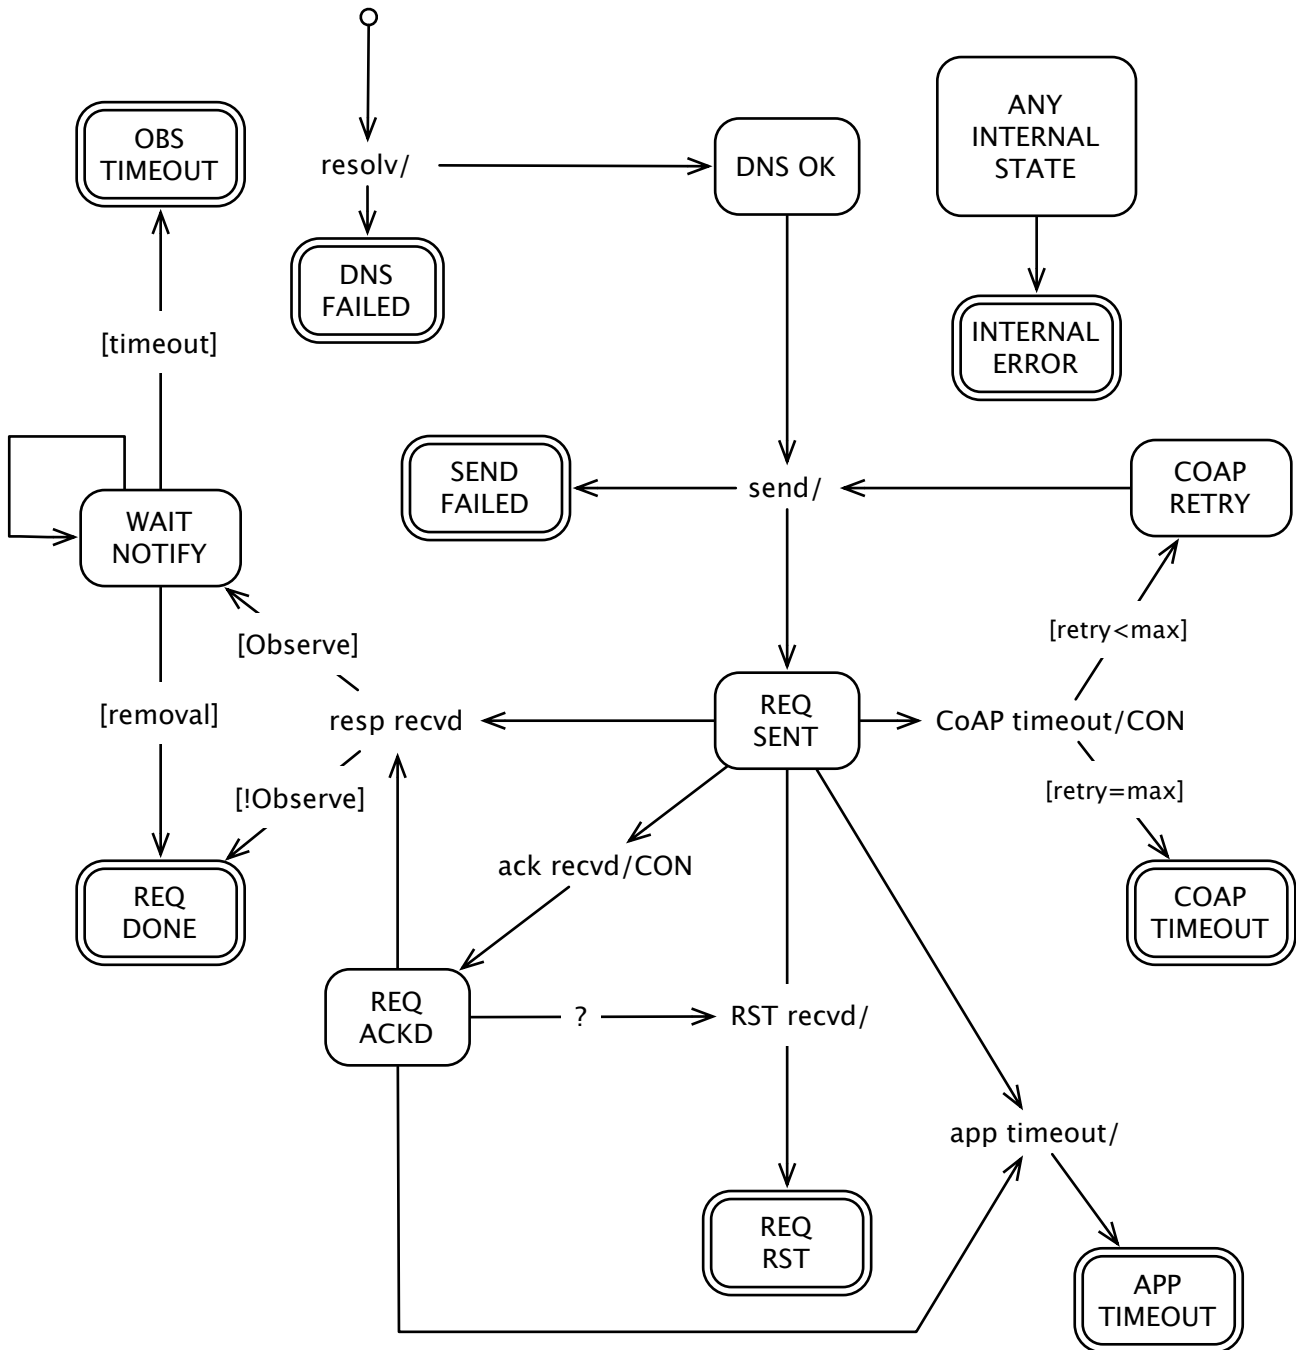 OBS
TIMEOUT
resolv/
DNS OK
ANY
INTERNAL
STATE
DNS
FAILED
[timeout]
INTERNAL
ERROR
SEND
FAILED
send/
COAP
RETRY
WAIT
NOTIFY
[Observe]
[retry<max]
[removal]
resp recvd
REQ
SENT
CoAP timeout/CON
[!Observe]
[retry=max]
ack recvd/CON
REQ
DONE
COAP
TIMEOUT
REQ
ACKD
?
RST recvd/
app timeout/
REQ
RST
APP
TIMEOUT